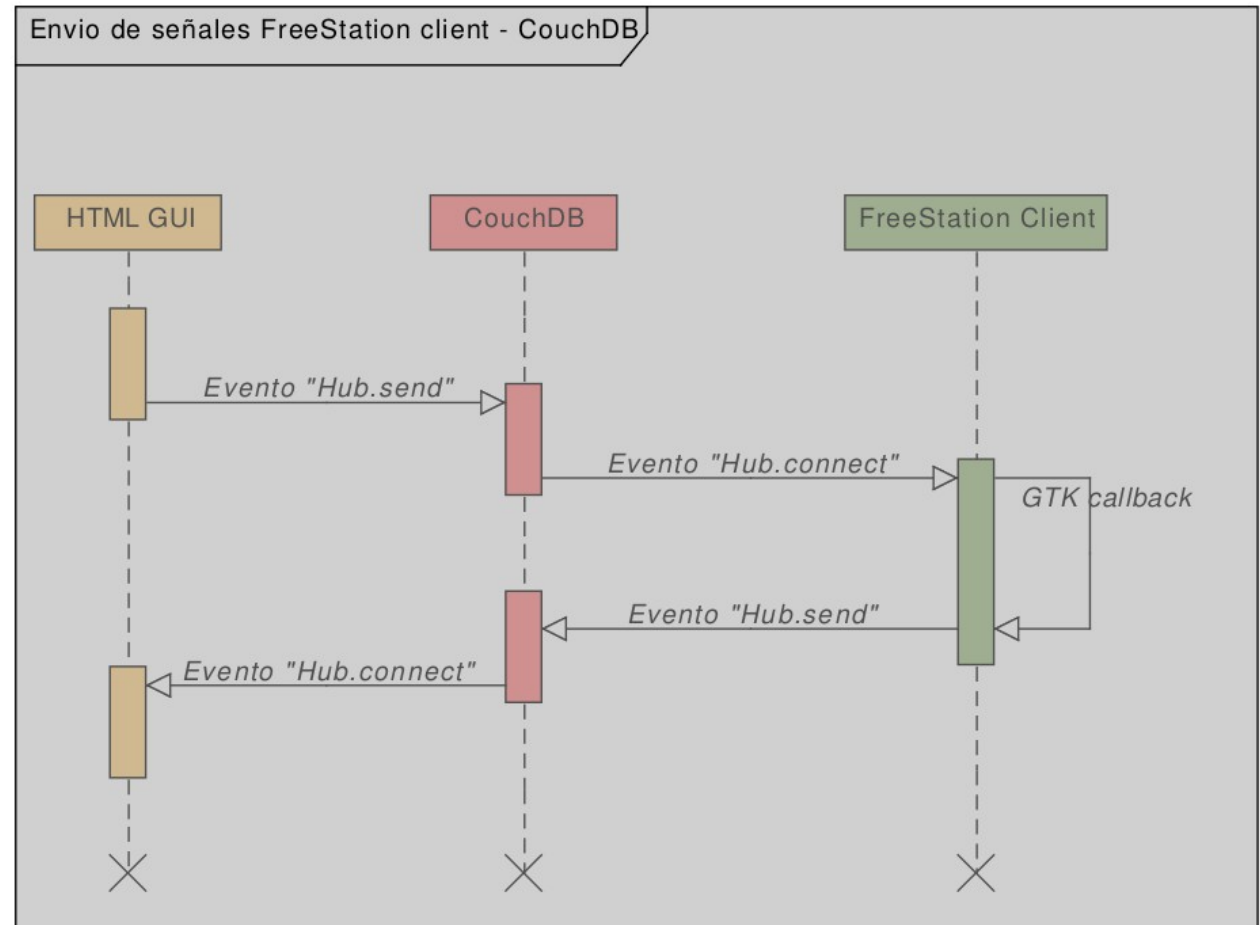 Envio de señales FreeStation client - CouchDB
HTML GUI
CouchDB
FreeStation Client
Evento "Hub.send"
Evento "Hub.connect"
GTK callback
Evento "Hub.send"
Evento "Hub.connect"